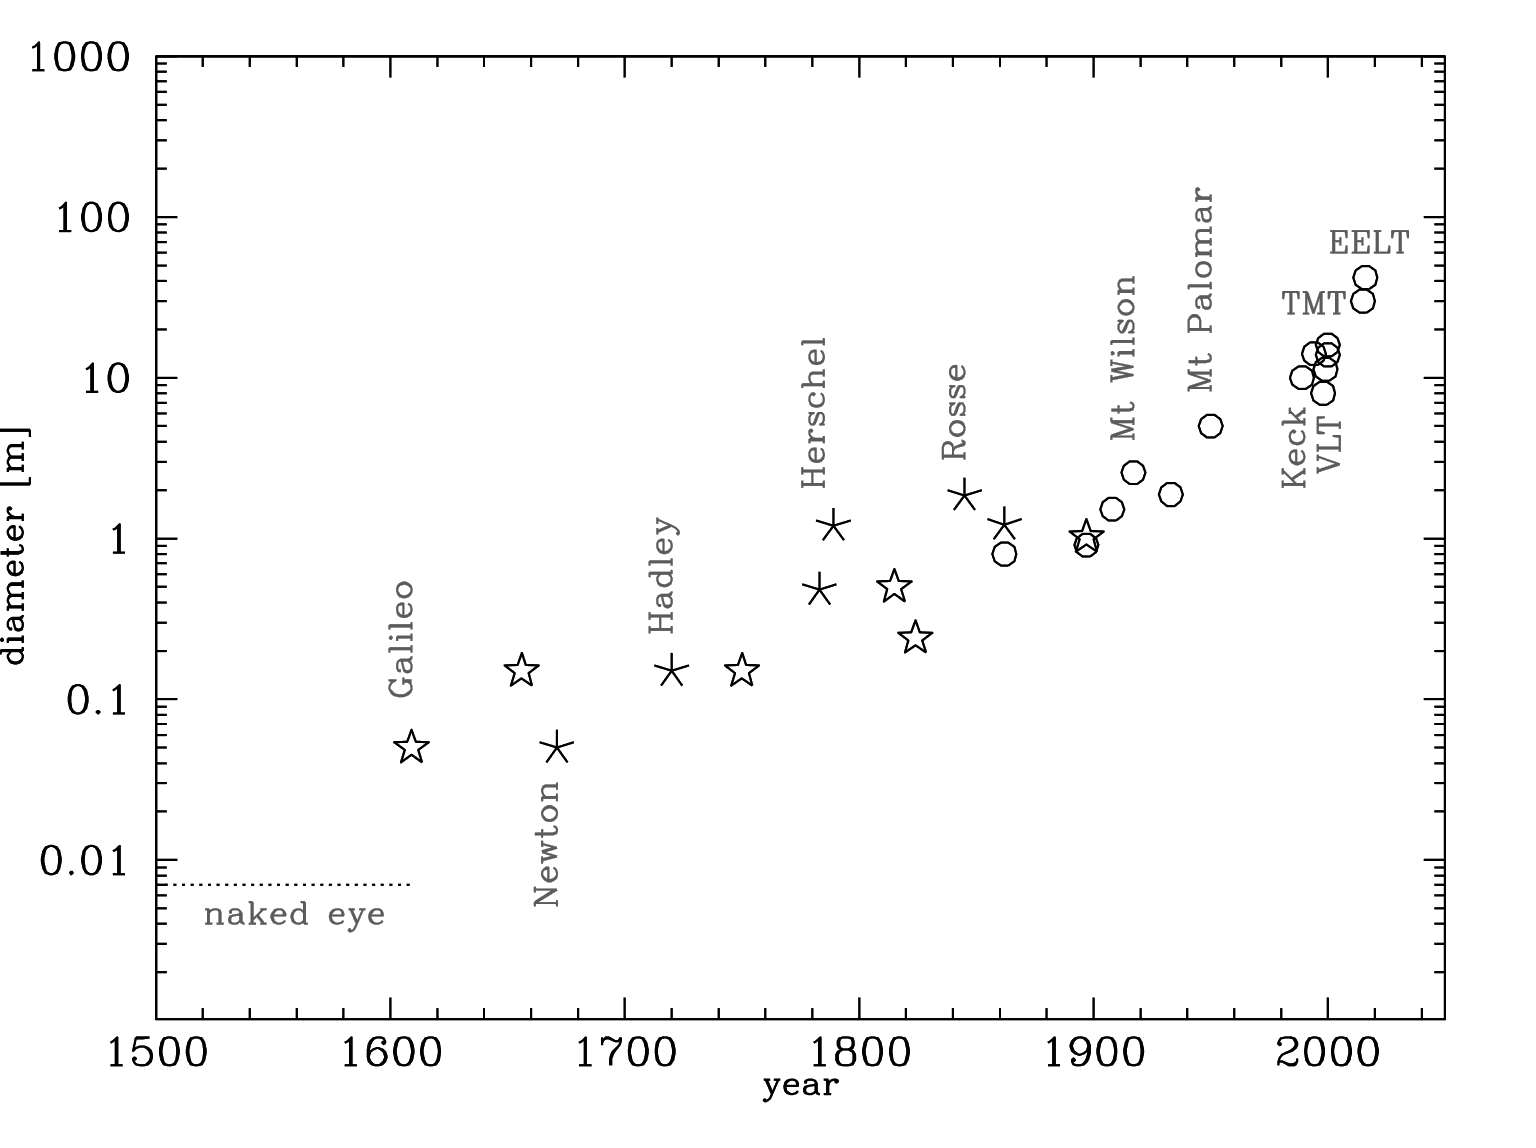 1000
100
10
1
0.1
0.01
diameter [m]
EELT
TMT
Mt Palomar
Mt Wilson
Herschel
Rosse
Keck
VLT
Hadley
Galileo
Newton
naked eye
1500 1600 1700 1800 1900 2000
year